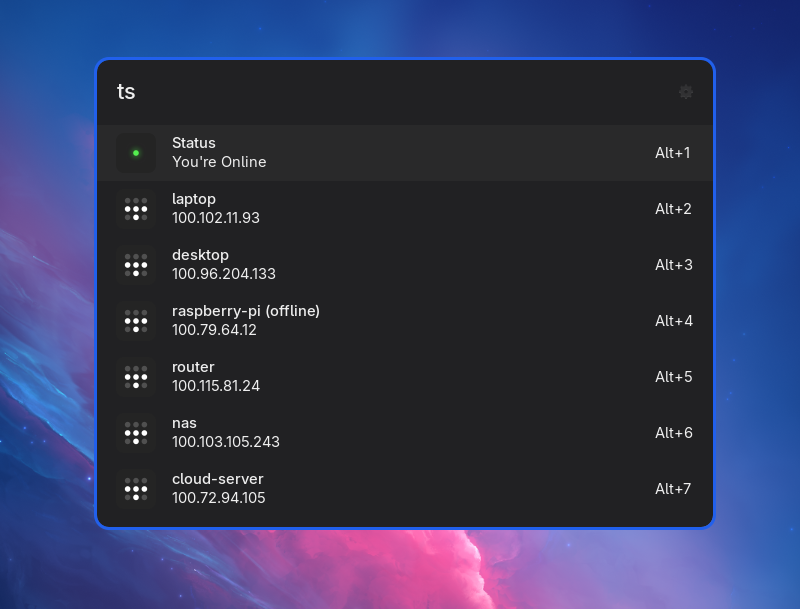 ts
Status
You're Online
Alt+1
laptop
100.102.11.93
Alt+2
desktop
100.96.204.133
Alt+3
raspberry-pi (offline)
100.79.64.12
Alt+4
router
100.115.81.24
Alt+5
nas
100.103.105.243
Alt+6
cloud-server
100.72.94.105
Alt+7